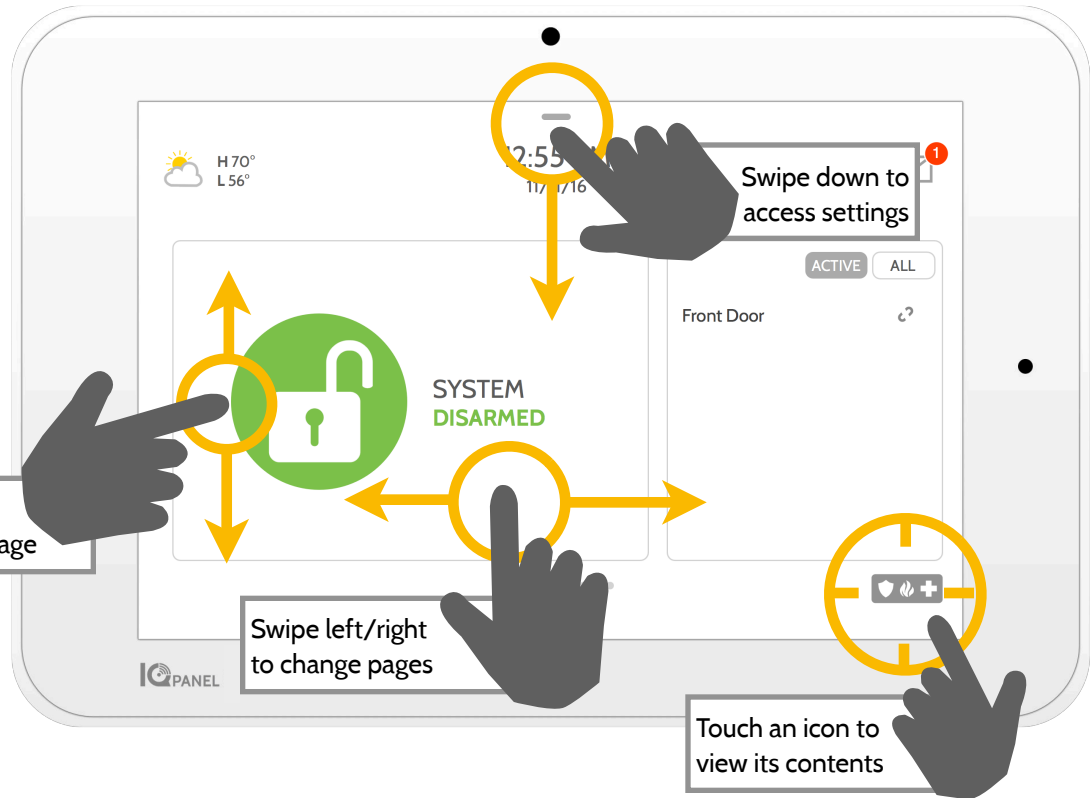 H 70°
L 56°
1
Swipe down to
access settings
ACTIVE
ALL
Front Door
SYSTEM
DISARMED
Swipe left/right
to change pages
IQ PANEL
Touch an icon to
view its contents